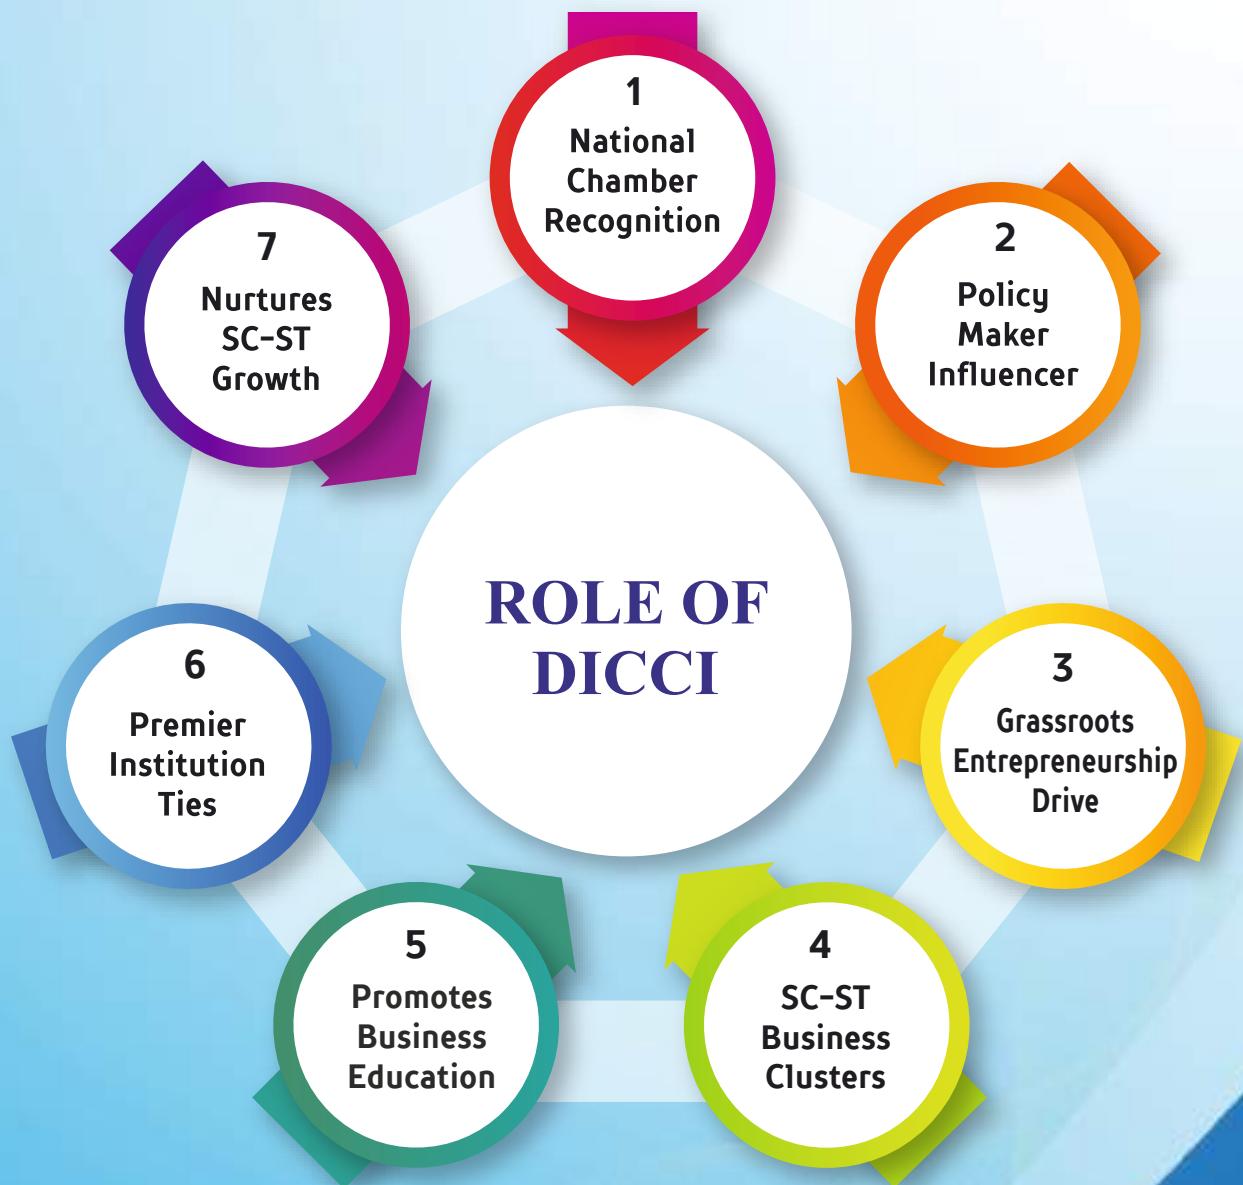 1
National
Chamber
Recognition
2
Policy
Maker
Influencer
3
Grassroots
Entrepreneurship
Drive
4
SC-ST
Business
Clusters
5
Promotes
Business
Education
6
Premier
Institution
Ties
7
Nurtures
SC-ST
Growth
ROLE OF
DICCI